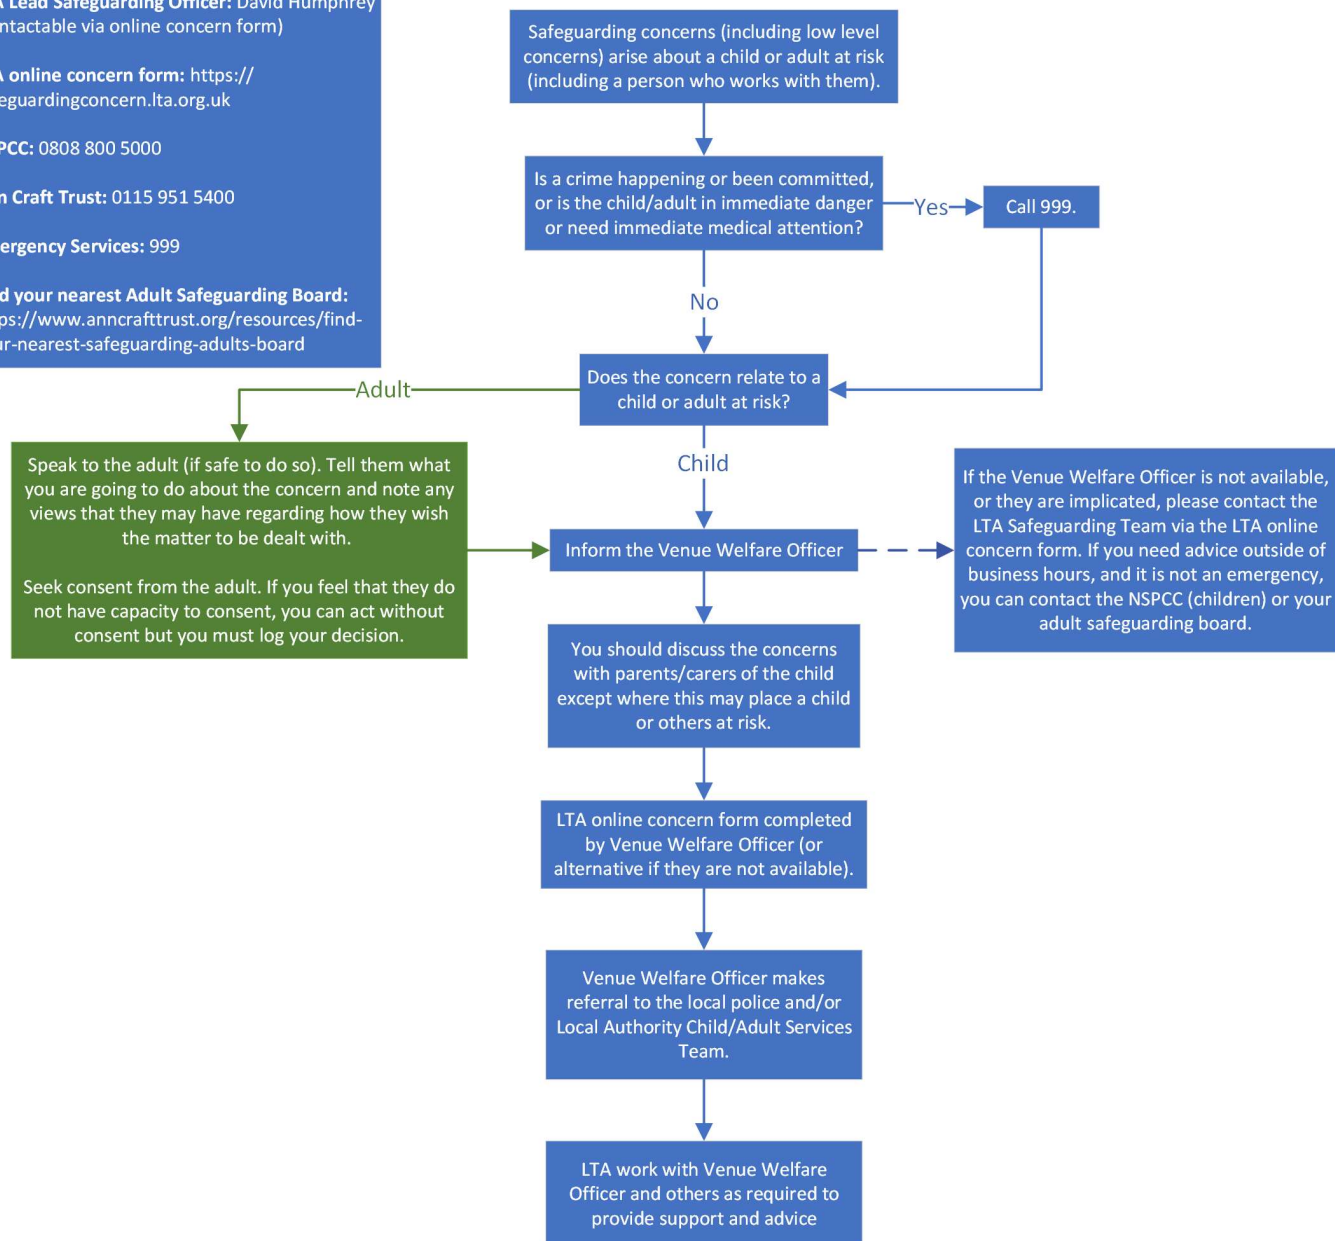 Lead Safeguarding Officer: David Humphrey
via online concern form)
online concern form: https://
safeguardingconcern.lta.org.uk
0808 800 5000
Craft Trust: 0115 951 5400
Services: 999
your nearest Adult Safeguarding Board:
https://www.anncrafttrust.org/resources/find-
nearest-safeguarding-adults-board
Safeguarding concerns (including low level
concerns) arise about a child or adult at risk
(including a person who works with them).
Is a crime happening or been committed,
or is the child/adult in immediate danger
or need immediate medical attention?
Yes
Call 999.
No
Does the concern relate to a
child or adult at risk?
Adult
Speak to the adult (if safe to do so). Tell them what
you are going to do about the concern and note any
views that they may have regarding how they wish
the matter to be dealt with.
Seek consent from the adult. If you feel that they do
not have capacity to consent, you can act without
consent but you must log your decision.
Child
Inform the Venue Welfare Officer
If the Venue Welfare Officer is not available,
or they are implicated, please contact the
LTA Safeguarding Team via the LTA online
concern form. If you need advice outside of
business hours, and it is not an emergency,
you can contact the NSPCC (children) or your
adult safeguarding board.
You should discuss the concerns
with parents/carers of the child
except where this may place a child
or others at risk.
LTA online concern form completed
by Venue Welfare Officer (or
alternative if they are not available).
Venue Welfare Officer makes
referral to the local police and/or
Local Authority Child/Adult Services
Team.
LTA work with Venue Welfare
Officer and others as required to
provide support and advice